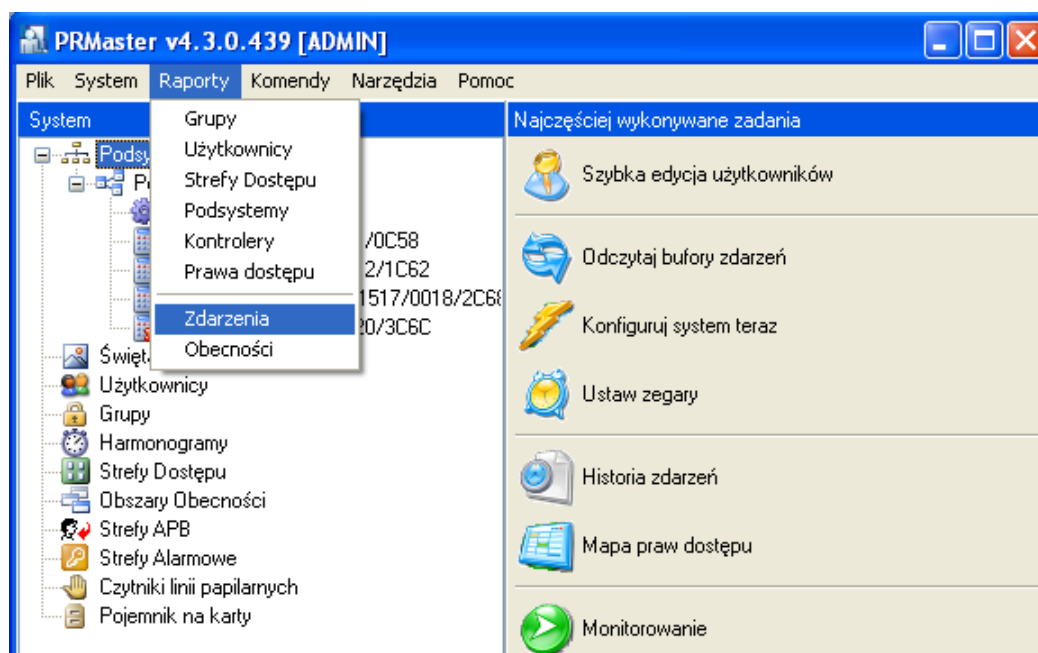 PRMaster v4.3.0.439 [ADMIN]
Plik System Raporty Komendy Narzędzia Pomoc
System
Grupy
Użytkownicy
Strefy Dostępu
Podsystemy
Kontrolery
Prawa dostępu
Zdarzenia
Obecności
/0C58
2/1C62
1517/0018/2C68
20/3C6C
Użytkownicy
Grupy
Harmonogramy
Strefy Dostępu
Obszary Obecności
Strefy APB
Strefy Alarmowe
Czytniki linii papilarnych
Pojemnik na karty
Najczęściej wykonywane zadania
Szybka edycja użytkowników
Odczytaj bufory zdarzeń
Konfiguruj system teraz
Ustaw zegary
Historia zdarzeń
Mapa praw dostępu
Monitorowanie